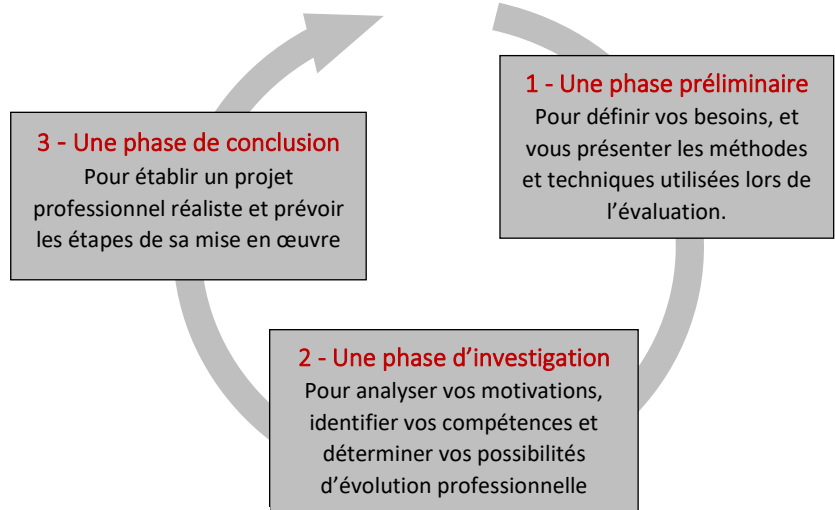 1 - Une phase préliminaire
Pour définir vos besoins, et
vous présenter les méthodes
et techniques utilisées lors de
l’évaluation.
2 - Une phase d’investigation
Pour analyser vos motivations,
identifier vos compétences et
déterminer vos possibilités
d’évolution professionnelle
3 - Une phase de conclusion
Pour établir un projet
professionnel réaliste et prévoir
les étapes de sa mise en œuvre